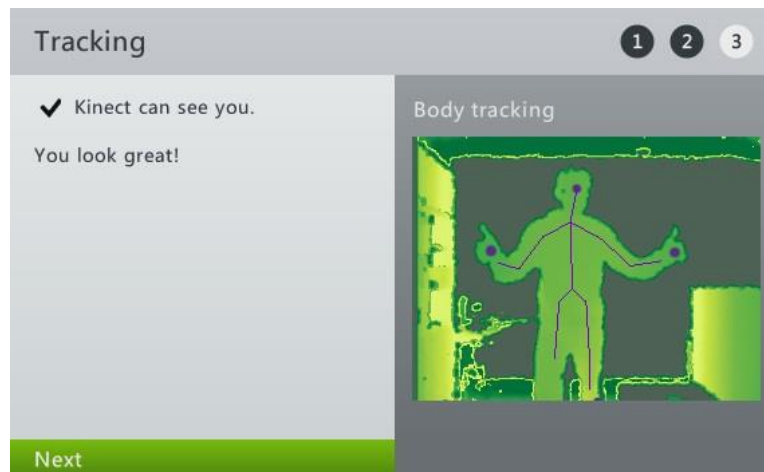 Tracking
1 2 3
Kinect can see you.
You look great!
Body tracking
Next